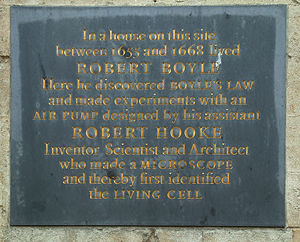 In a house on this site
between 1655 and 1668 lived
ROBERT BOYLE
Here he discovered BOYLE'S LAW
and made experiments with an
AIR PUMP designed by his assistant
ROBERT HOOKE
Inventor Scientist and Architect
who made a MICROSCOPE
and thereby first identified
the LIVING CELL